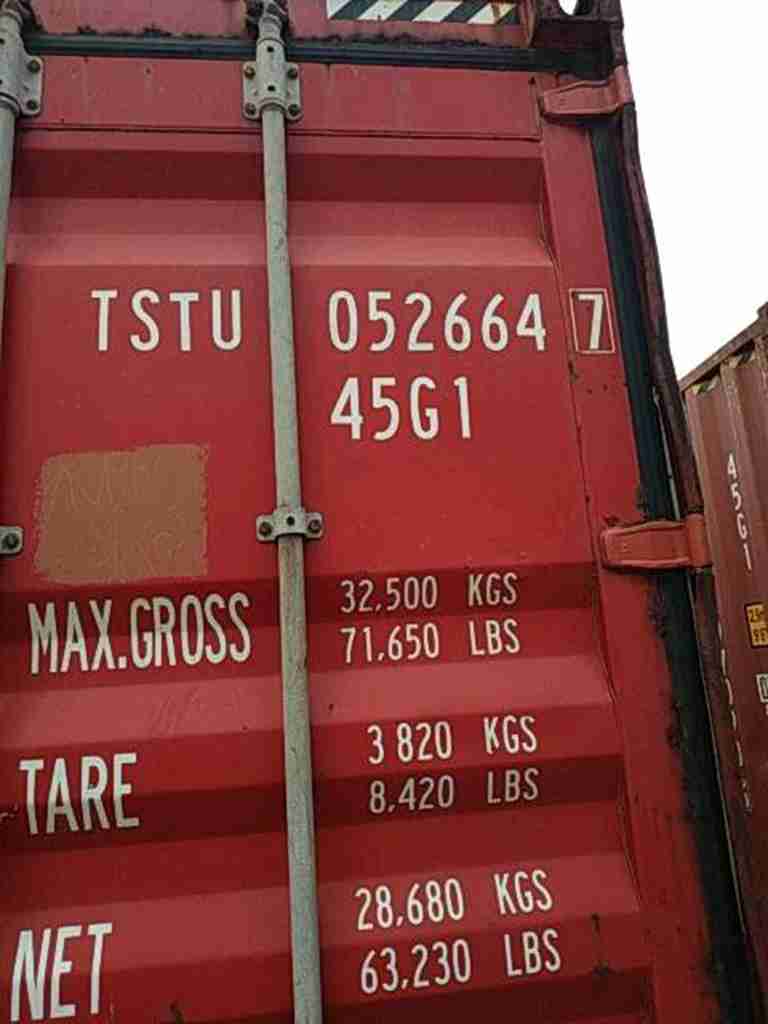 TSTU 052664 7
45G1
MAX.GROSS 32,500 KGS
71,650 LBS
TARE 3 820 KGS
8,420 LBS
NET 28,680 KGS
63,230 LBS
45G1